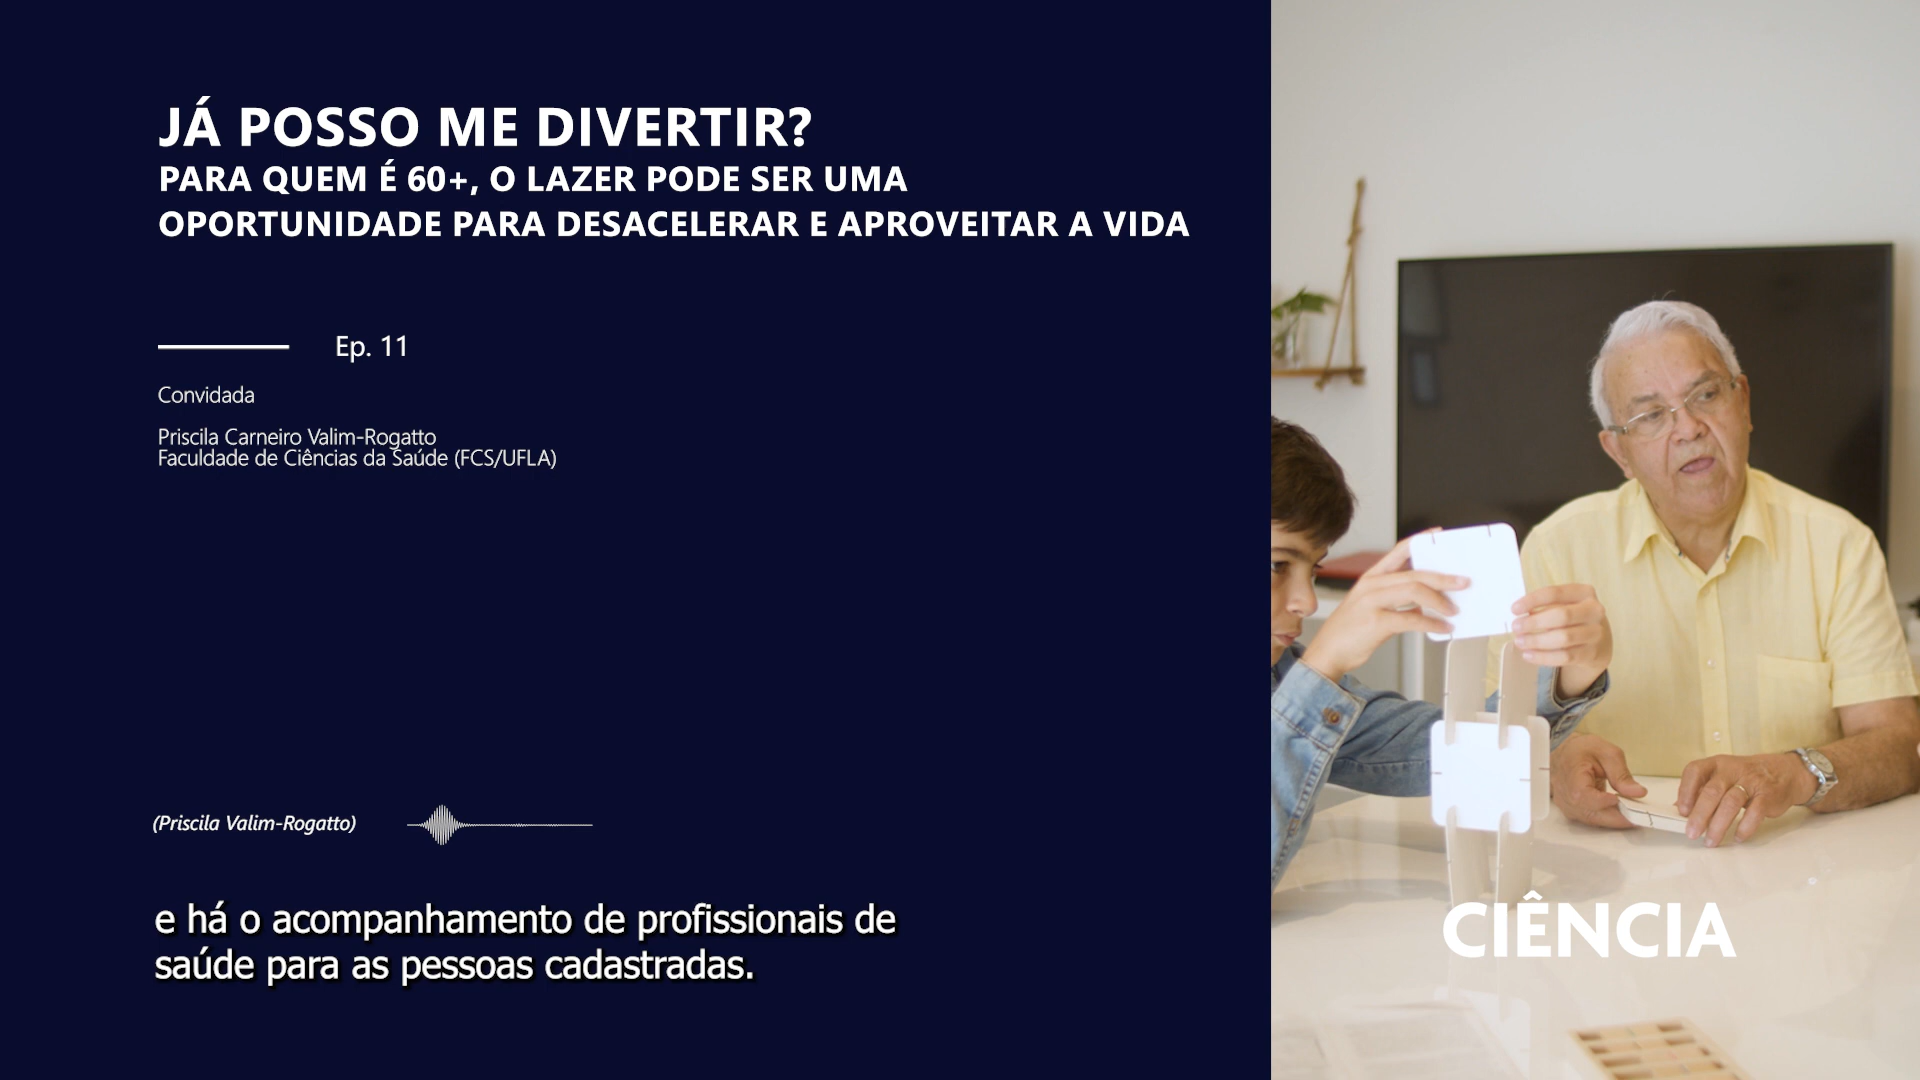 JÁ POSSO ME DIVERTIR?
PARA QUEM É 60+, O LAZER PODE SER UMA
OPORTUNIDADE PARA DESACELERAR E APROVEITAR A VIDA
Ep. 11
Convidada
Priscila Carneiro Valim-Rogatto
Faculdade de Ciências da Saúde (FCS/UFLA)
(Priscila Valim-Rogatto)
e há o acompanhamento de profissionais de
saúde para as pessoas cadastradas.
CIÊNCIA